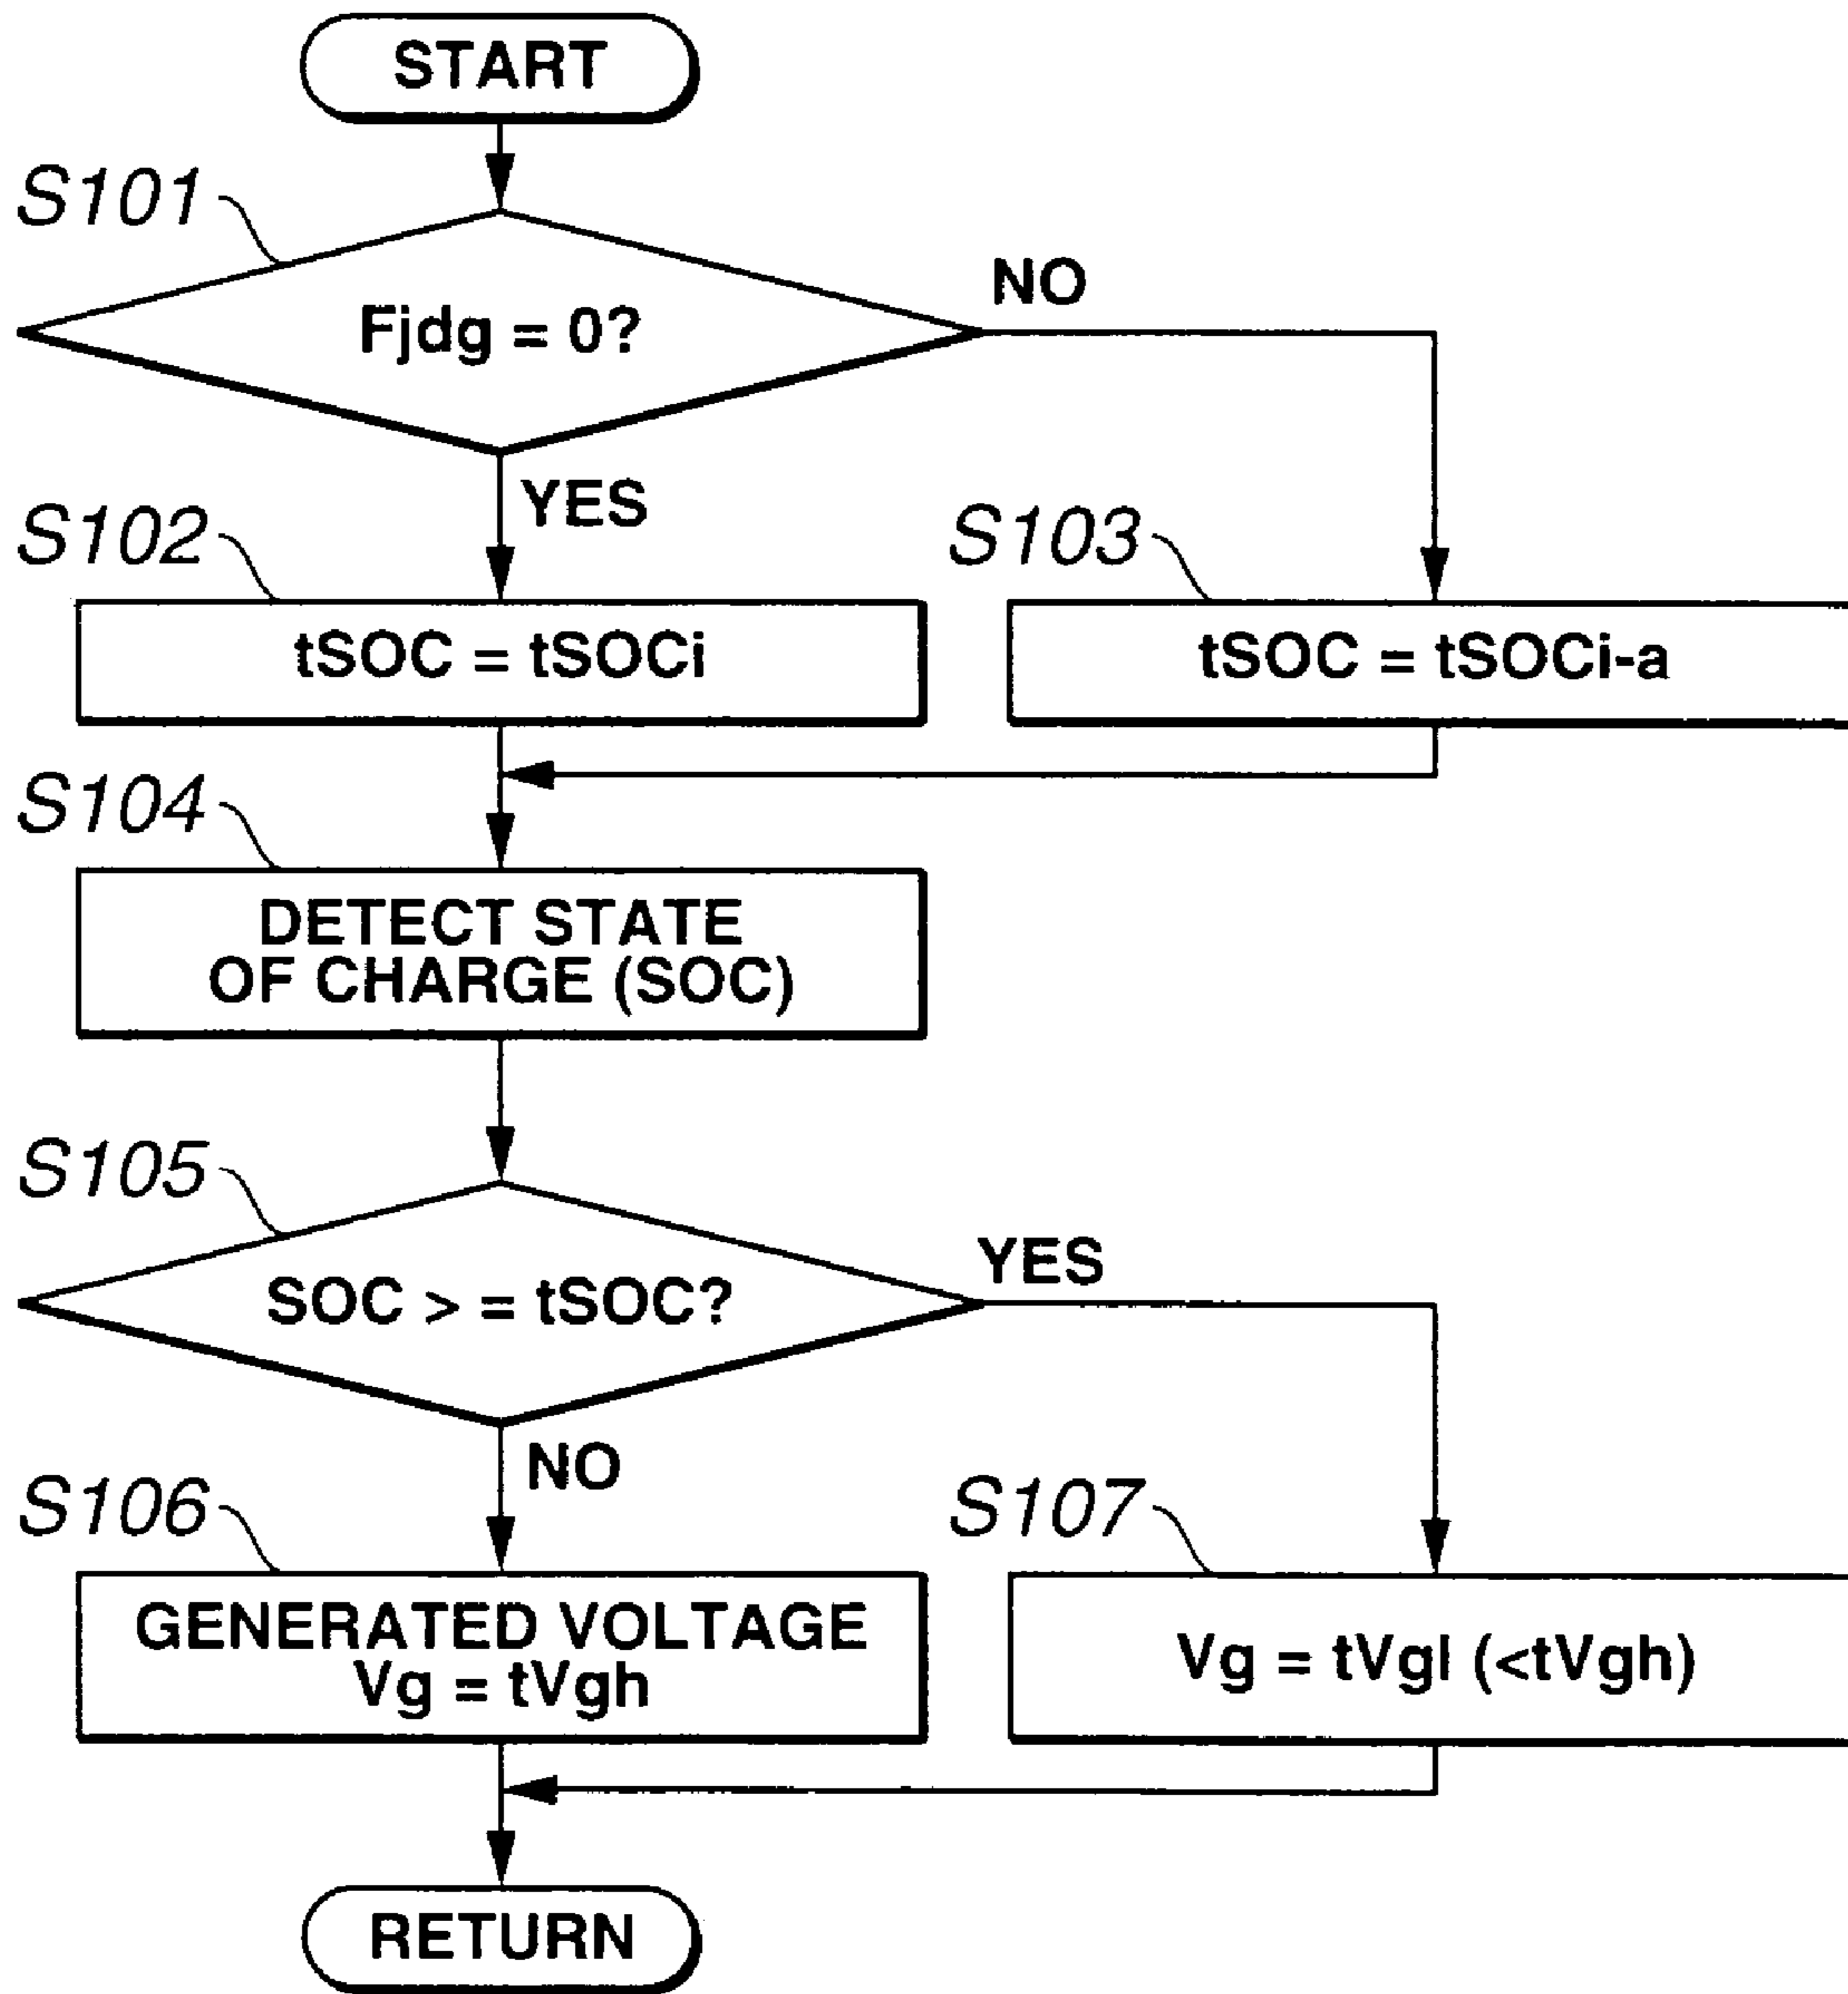 START
S101
Fjdg = 0?
NO
YES
S102
tSOC = tSOCi
S103
tSOC = tSOCi-a
S104
DETECT STATE
OF CHARGE (SOC)
S105
SOC > = tSOC?
YES
NO
S106
GENERATED VOLTAGE
Vg = tVgh
S107
Vg = tVgl (<tVgh)
RETURN